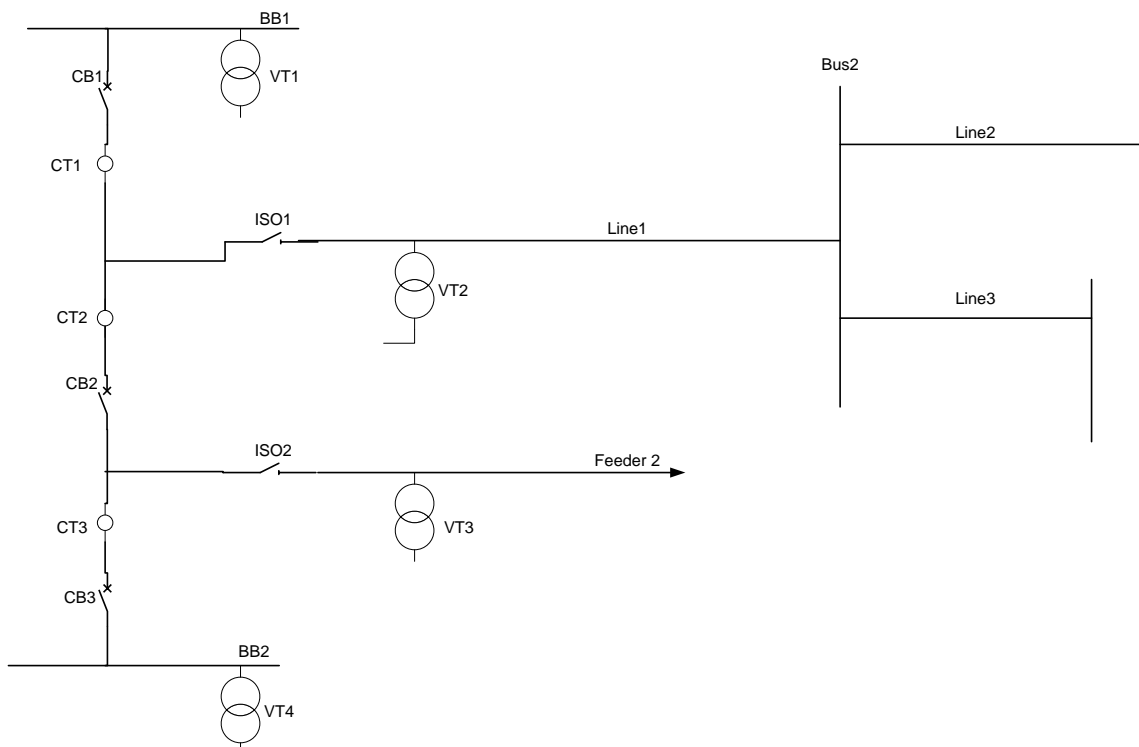 BB1
CB1
VT1
Bus2
Line2
CT1
ISO1
Line1
VT2
Line3
CT2
CB2
ISO2
Feeder 2
CT3
VT3
CB3
BB2
VT4